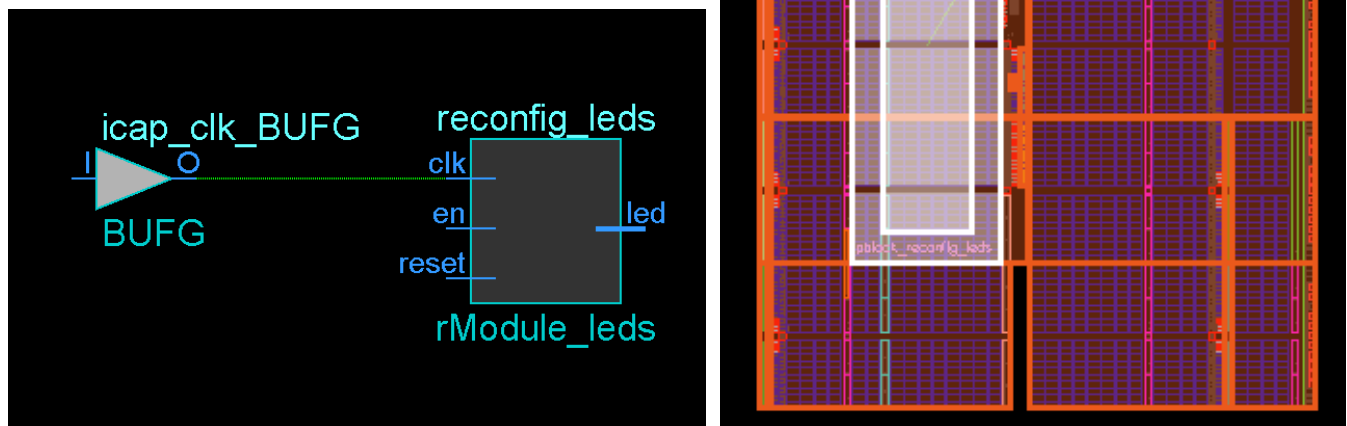 icap_clk_BUFG
I
O
BUFG
reconfig_leds
clk
en
led
reset
rModule_leds
pblock_reconfig_leds